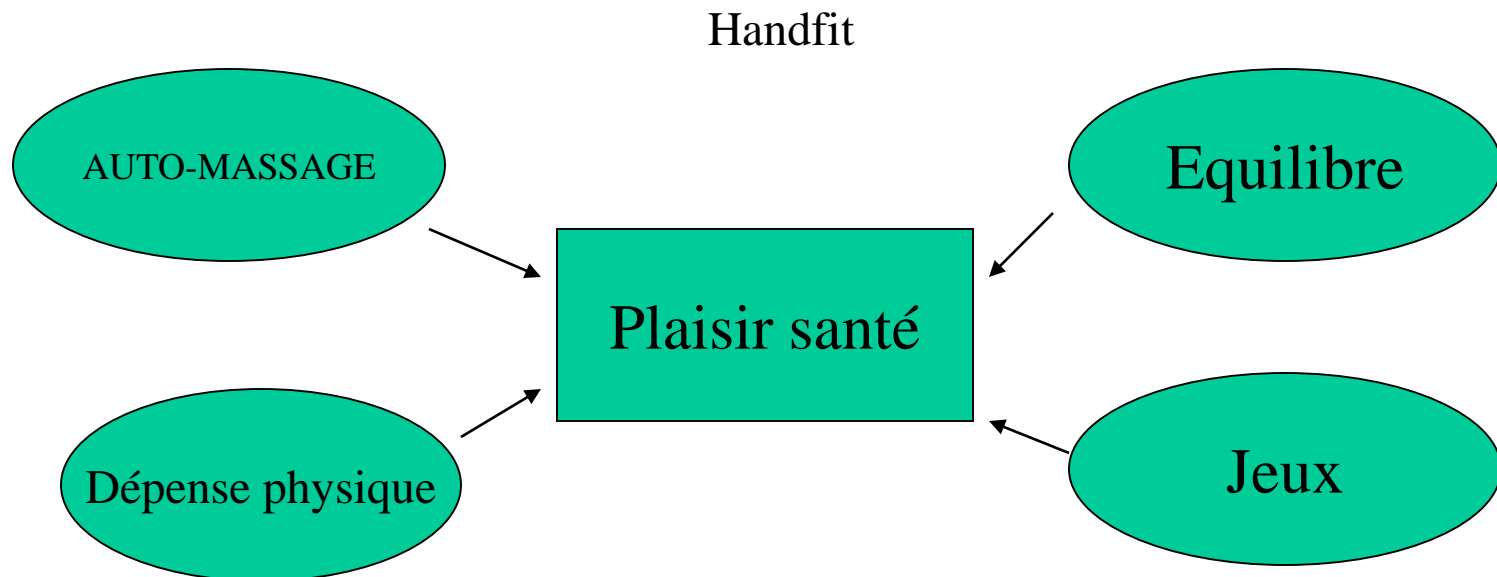 Handfit
AUTO-MASSAGE
Equilibre
Plaisir santé
Dépense physique
Jeux